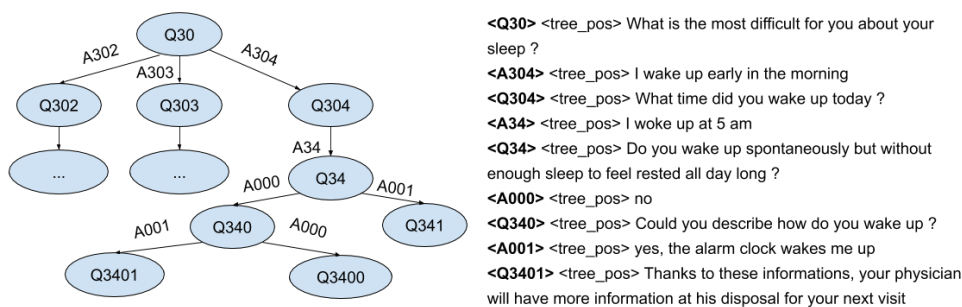 Q30
A302
A303
A304
Q302
Q303
Q304
A34
...
...
Q34
A000
A001
Q340
Q341
A001
A000
Q3401
Q3400
<Q30> <tree_pos> What is the most difficult for you about your
sleep ?
<A304> <tree_pos> I wake up early in the morning
<Q304> <tree_pos> What time did you wake up today ?
<A34> <tree_pos> I woke up at 5 am
<Q34> <tree_pos> Do you wake up spontaneously but without
enough sleep to feel rested all day long ?
<A000> <tree_pos> no
<Q340> <tree_pos> Could you describe how do you wake up ?
<A001> <tree_pos> yes, the alarm clock wakes me up
<Q3401> <tree_pos> Thanks to these informations, your physician
will have more information at his disposal for your next visit